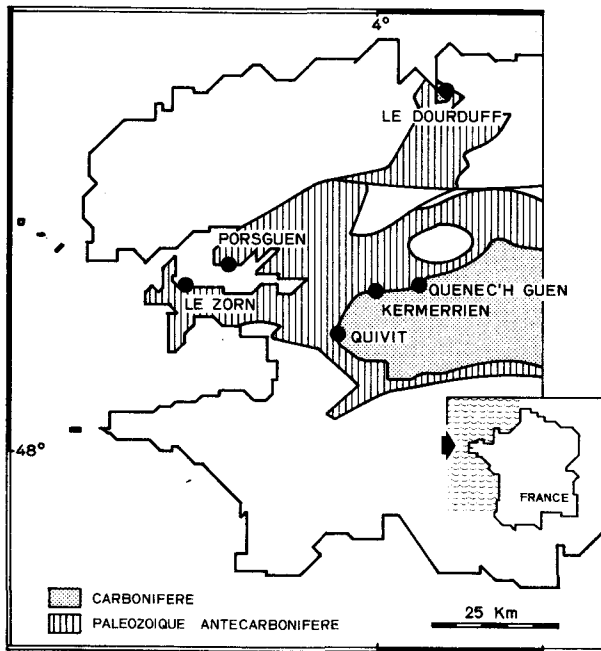 4°
LE DOURDUFF
PORSGUEN
LE ZORN
QUENEC'H GUEN
KERMERRIEN
QUIVIT
48°
FRANCE
CARBONIFERE
PALEOZOIQUE ANTECARBONIFERE
25 Km